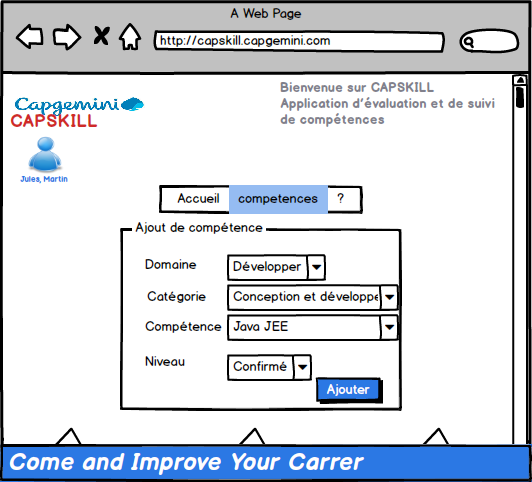 A Web Page
http://capskill.capgemini.com
Bienvenue sur CAPSKILL
Application d'évaluation et de suivi
de compétences
Capgemini
CAPSKILL
Jules, Martin
Accueil competences ?
Ajout de compétence
Domaine Développer
Catégorie Conception et développe
Compétence Java JEE
Niveau Confirmé
Ajouter
Come and Improve Your Carrer